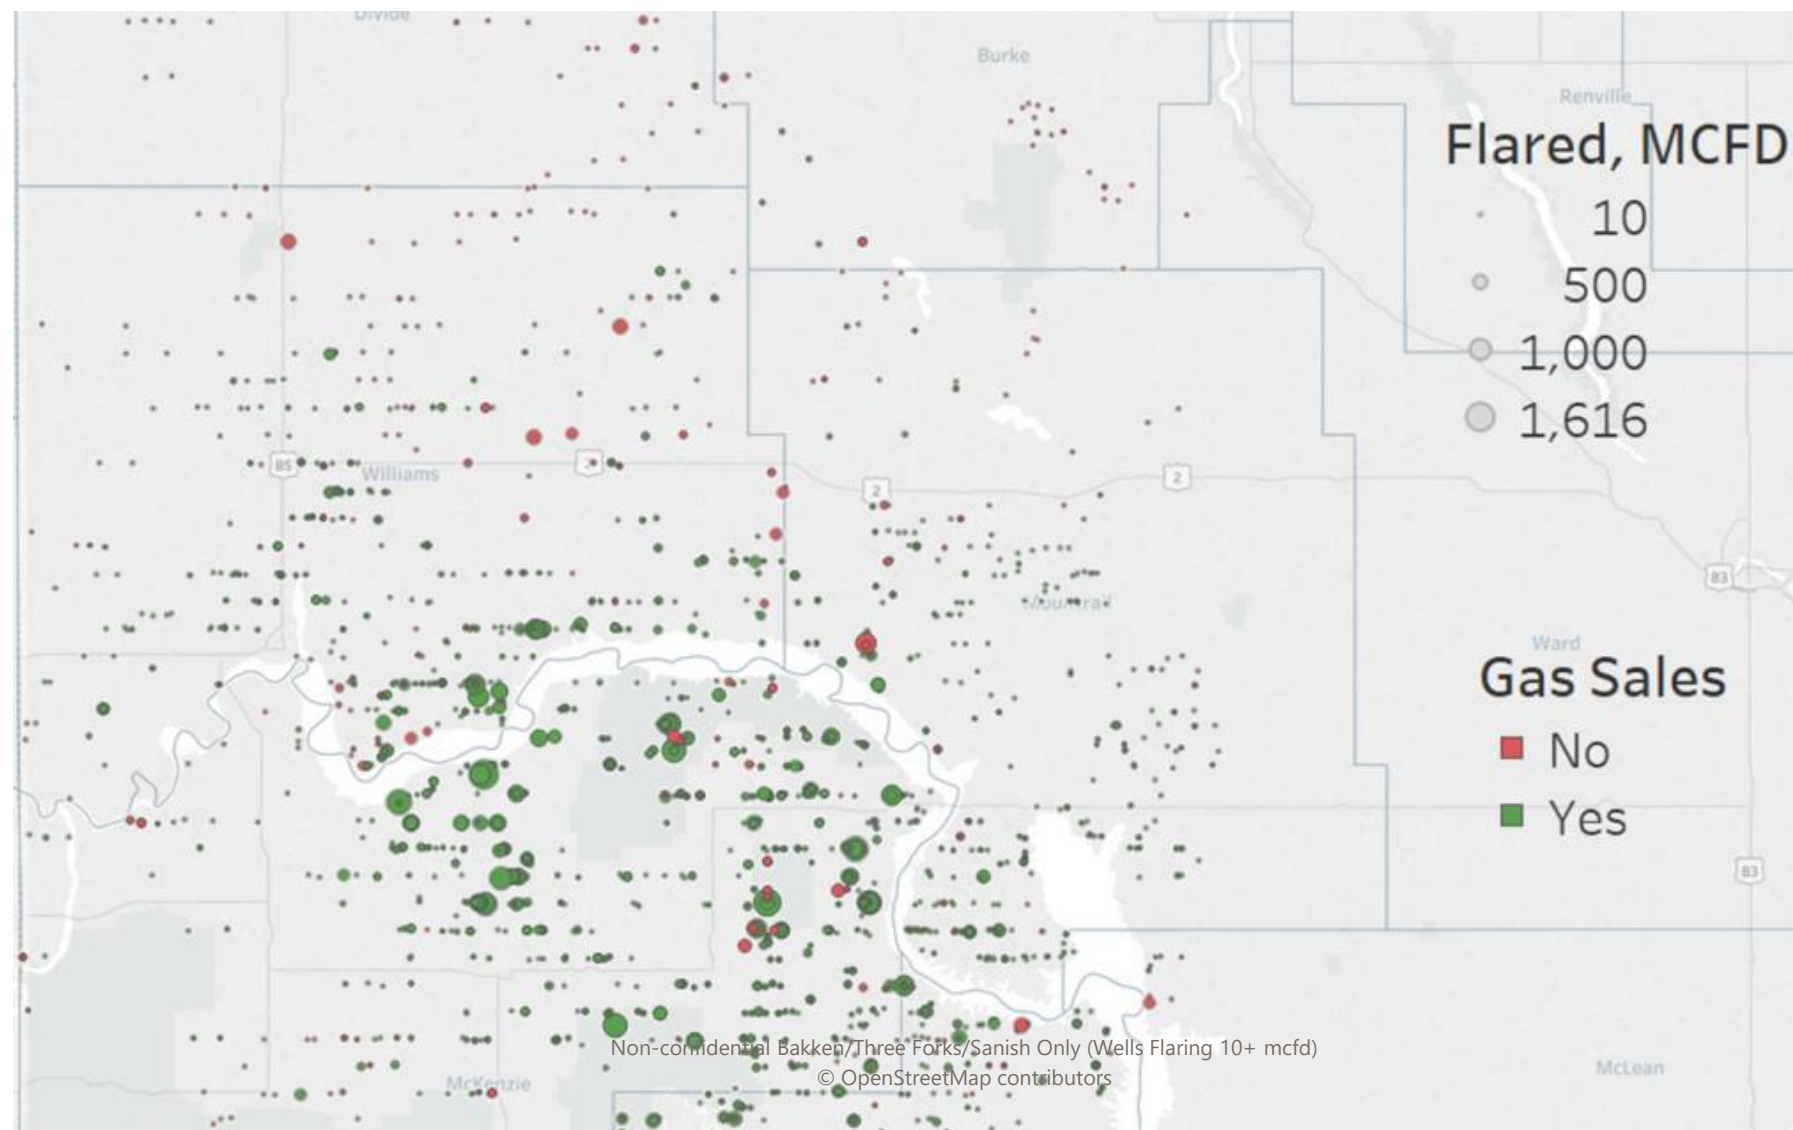 Divide
Burke
Renville
Flared, MCFD
10
500
1,000
1,616
85
Williams
2
2
2
83
Mountrail
Ward
Gas Sales
No
Yes
83
Non-confidential Bakken/Three Forks/Sanish Only (Wells Flaring 10+ mcfd)
© OpenStreetMap contributors
McKenzie
McLean